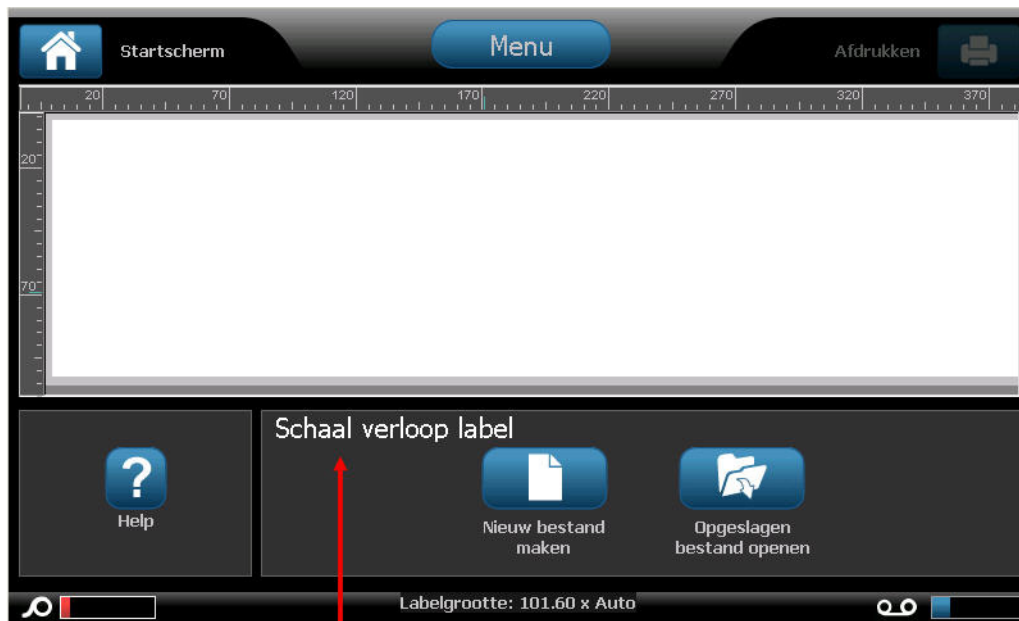 Startscherm
Menu
Afdrukken
20 70 120 170 220 270 320 370
20
70
Schaal verloop label
?
Help
Nieuw bestand
maken
Opgeslagen
bestand openen
Labelgrootte: 101.60 x Auto